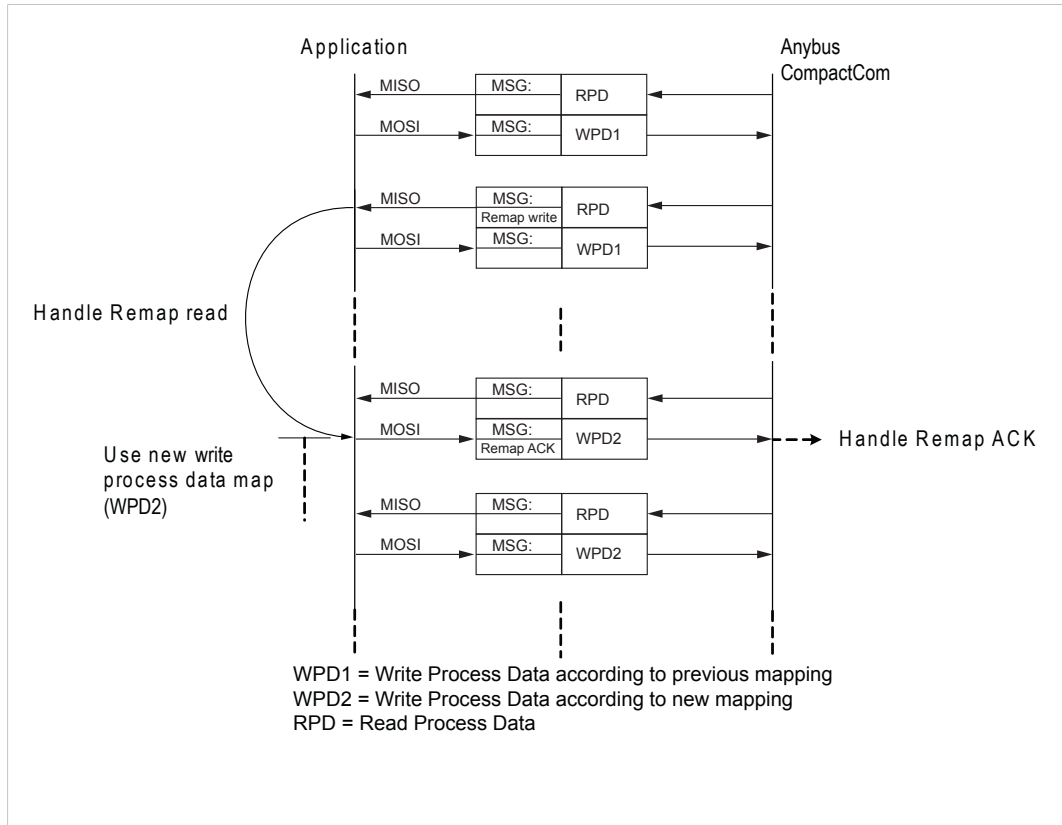 Application
Anybus
CompactCom
MISO
MSG:
RPD
MOSI
MSG:
WPD1
MISO
MSG:
Remap write
RPD
MOSI
MSG:
WPD1
Handle Remap read
MISO
MSG:
RPD
MOSI
MSG:
Remap ACK
WPD2
Handle Remap ACK
Use new write
process data map
(WPD2)
MISO
MSG:
RPD
MOSI
MSG:
WPD2
WPD1 = Write Process Data according to previous mapping
WPD2 = Write Process Data according to new mapping
RPD = Read Process Data